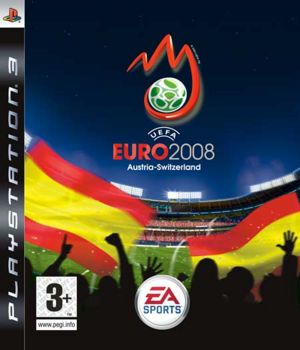 PLAYSTATION 3
UEFA
EURO2008
Austria-Switzerland
3+
www.pegi.info
EA
SPORTS